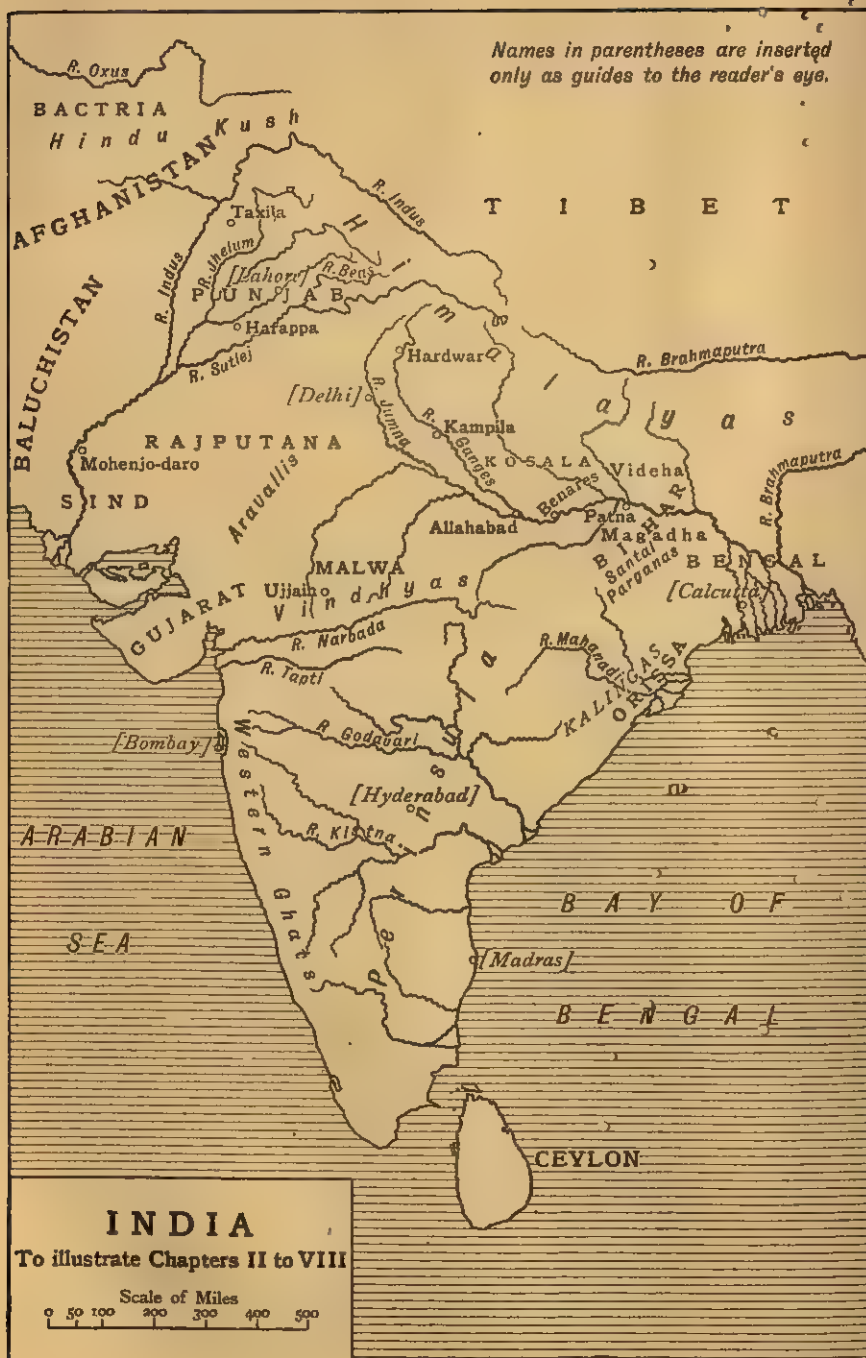 Names in parentheses are inserted
only as guides to the reader's eye.
R. Oxus
BACTRIA
Hindu Kush
AFGHANISTAN
R. Indus
TIBET
Taxila
R. Jhelum
[Lahore]
R. Beas
PUNJAB
R. Indus
Harappa
R. Sutlej
Himalayas
Hardwar
R. Brahmaputra
BALUCHISTAN
[Delhi]
R. Jumna
R. Ganges
Kampila
RAJPUTANA
Mohenjo-daro
KOSALA
Videha
R. Brahmaputra
SIND
Aravallis
Allahabad
Benares
Patna
BIHAR
Magadha
Santal
Parganas
BENGAL
[Calcutta]
MALWA
Ujjain
Vindhyas
GUJARAT
R. Narbada
R. Tapti
R. Mahanadi
KALINGAS
ORISSA
[Bombay]
R. Godavari
Western Ghats
[Hyderabad]
R. Kistna
Peninsula
ARABIAN
SEA
BAY OF
BENGAL
[Madras]
CEYLON
INDIA
To illustrate Chapters II to VIII
Scale of Miles
0 50 100 200 300 400 500